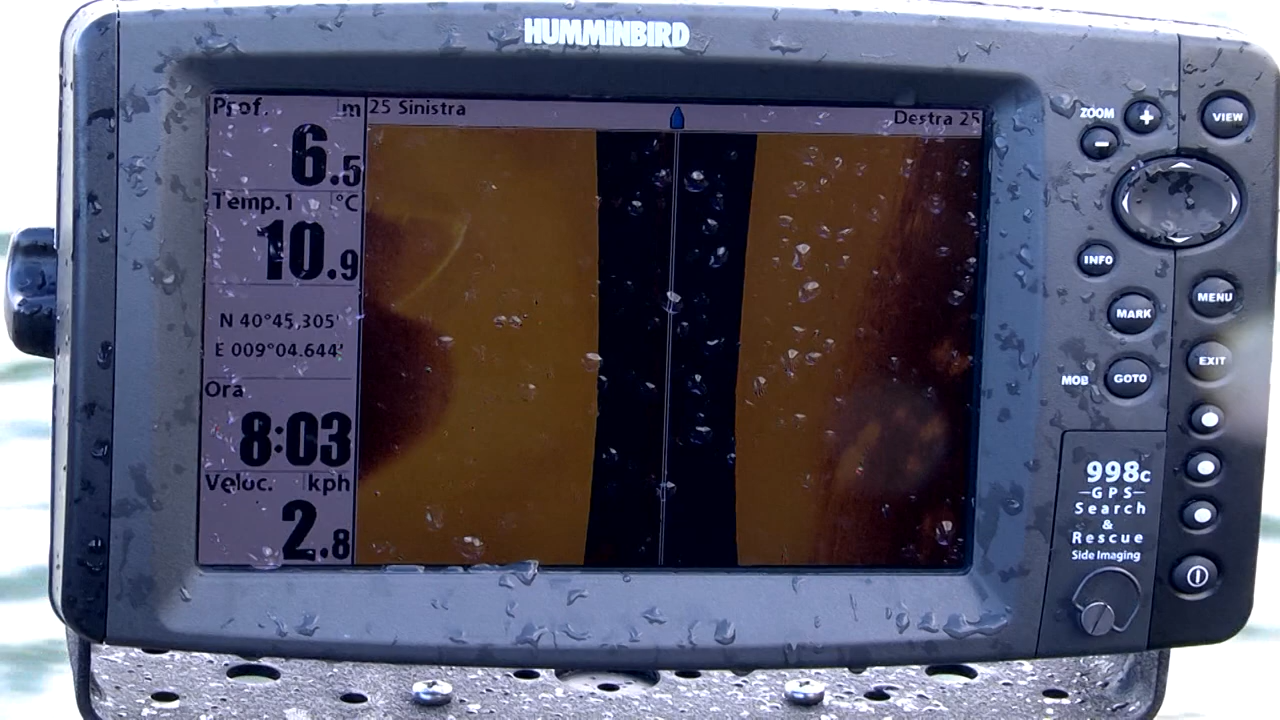 HUMMINBIRD
Prof. m
6.5
Temp.1 °C
10.9
N 40°45,305'
E 009°04.644'
Ora
8:03
Veloc. kph
2.8
25 Sinistra
Destra 25
ZOOM
+
-
VIEW
INFO
MARK
MENU
EXIT
MOB GOTO
998c
GPS
Search
&
Rescue
Side Imaging